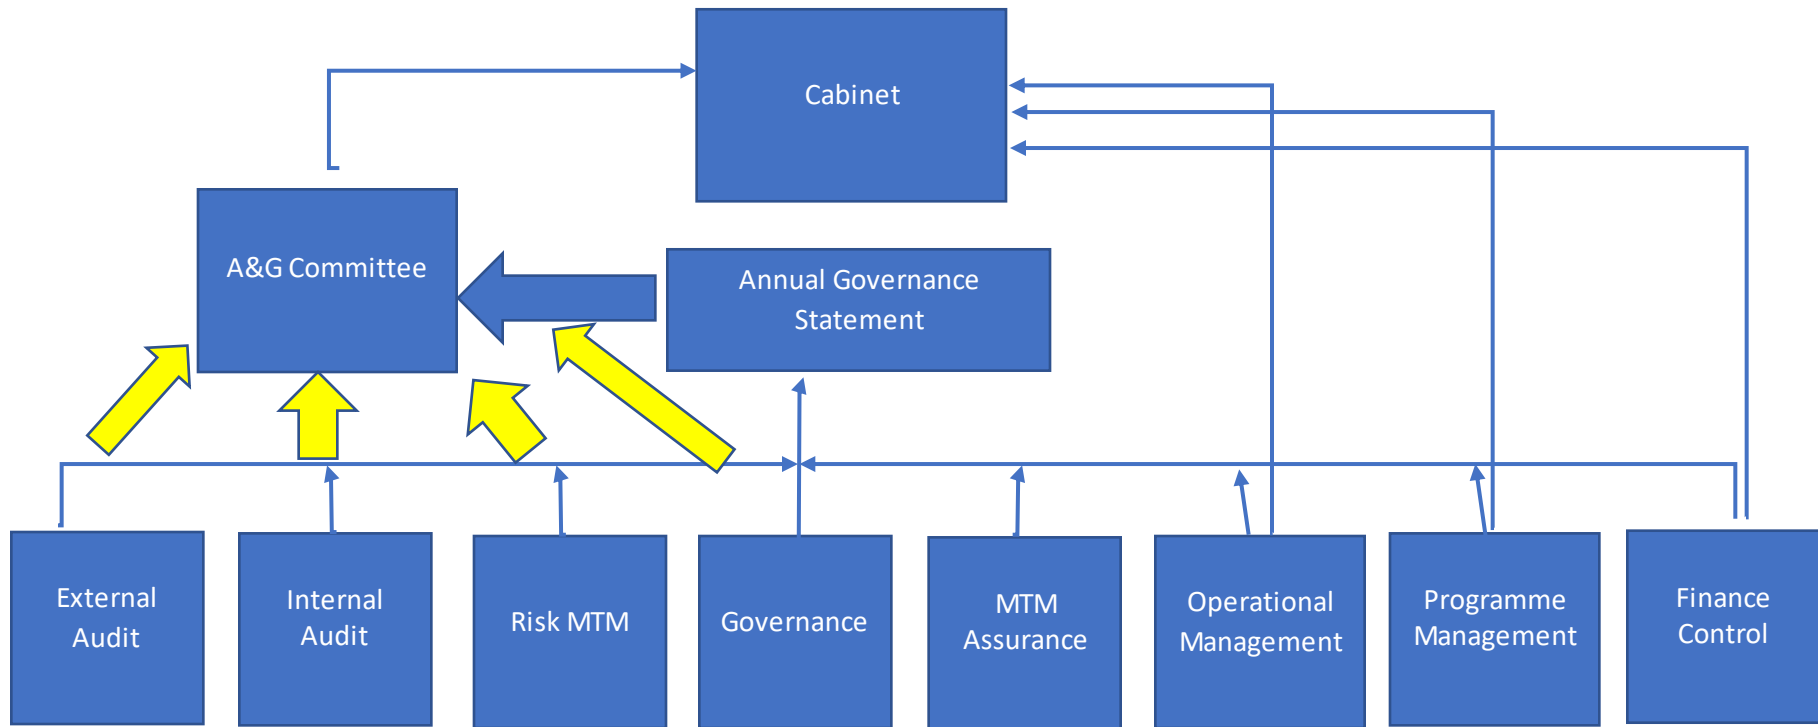 Cabinet
A&G Committee
Annual Governance
Statement
External
Audit
Internal
Audit
Risk MTM
Governance
MTM
Assurance
Operational
Management
Programme
Management
Finance
Control